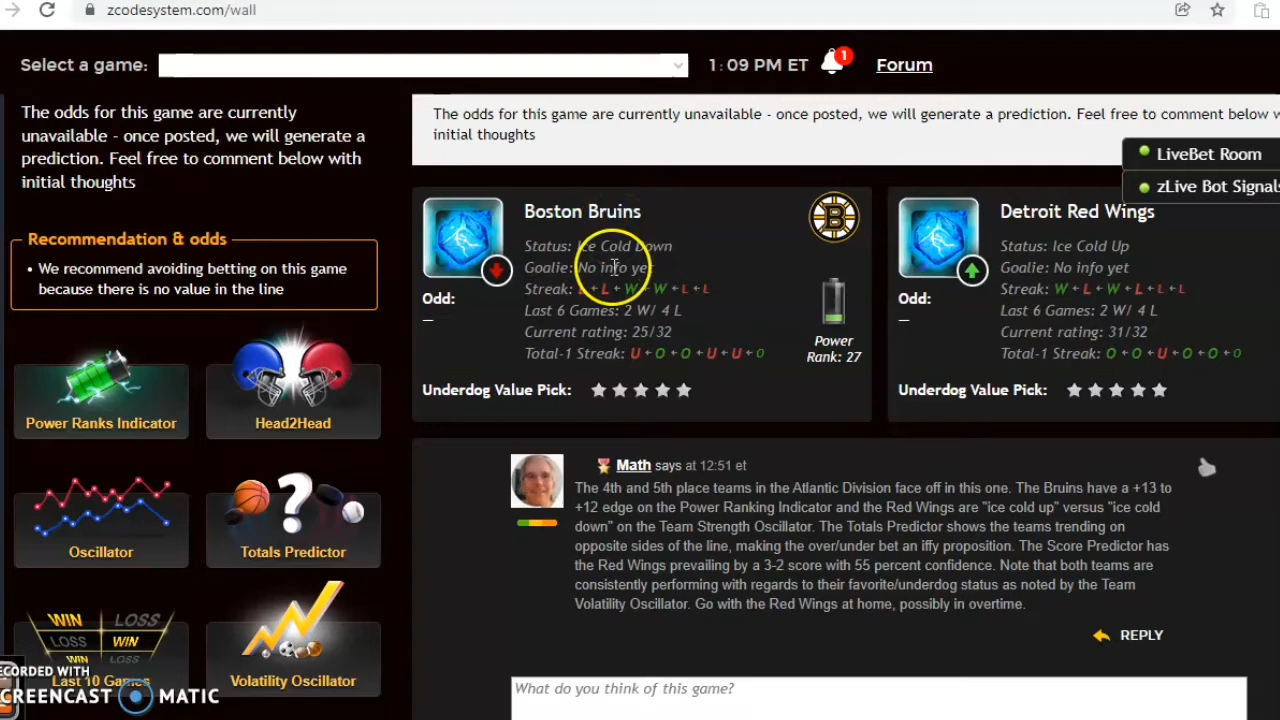 zcodesystem.com/wall
Select a game:
1:09 PM ET
1
Forum
The odds for this game are currently
unavailable - once posted, we will generate a
prediction. Feel free to comment below with
initial thoughts
The odds for this game are currently unavailable - once posted, we will generate a prediction. Feel free to comment below w
initial thoughts
LiveBet Room
zLive Bot Signals
Recommendation & odds
• We recommend avoiding betting on this game
because there is no value in the line
Power Ranks Indicator
Head2Head
Oscillator
Totals Predictor
WIN LOSS
LOSS WIN
WIN LOSS
Last 10 Games
Volatility Oscillator
RECORDED WITH
SCREENCAST MATIC
Boston Bruins
B
Status: Ice Cold Down
Goalie: No info yet
Odd:
—
Streak: L ← L ← W ← W ← L ← L
Last 6 Games: 2 W/ 4 L
Current rating: 25/32
Total-1 Streak: U ← O ← O ← U ← U ← O
Power
Rank: 27
Underdog Value Pick:
Detroit Red Wings
Status: Ice Cold Up
Goalie: No info yet
Odd:
—
Streak: W ← L ← W ← L ← L ← L
Last 6 Games: 2 W/ 4 L
Current rating: 31/32
Total-1 Streak: O ← O ← U ← O ← O ← O
Underdog Value Pick:
Math says at 12:51 et
The 4th and 5th place teams in the Atlantic Division face off in this one. The Bruins have a +13 to
+12 edge on the Power Ranking Indicator and the Red Wings are "ice cold up" versus "ice cold
down" on the Team Strength Oscillator. The Totals Predictor shows the teams trending on
opposite sides of the line, making the over/under bet an iffy proposition. The Score Predictor has
the Red Wings prevailing by a 3-2 score with 55 percent confidence. Note that both teams are
consistently performing with regards to their favorite/underdog status as noted by the Team
Volatility Oscillator. Go with the Red Wings at home, possibly in overtime.
REPLY
What do you think of this game?